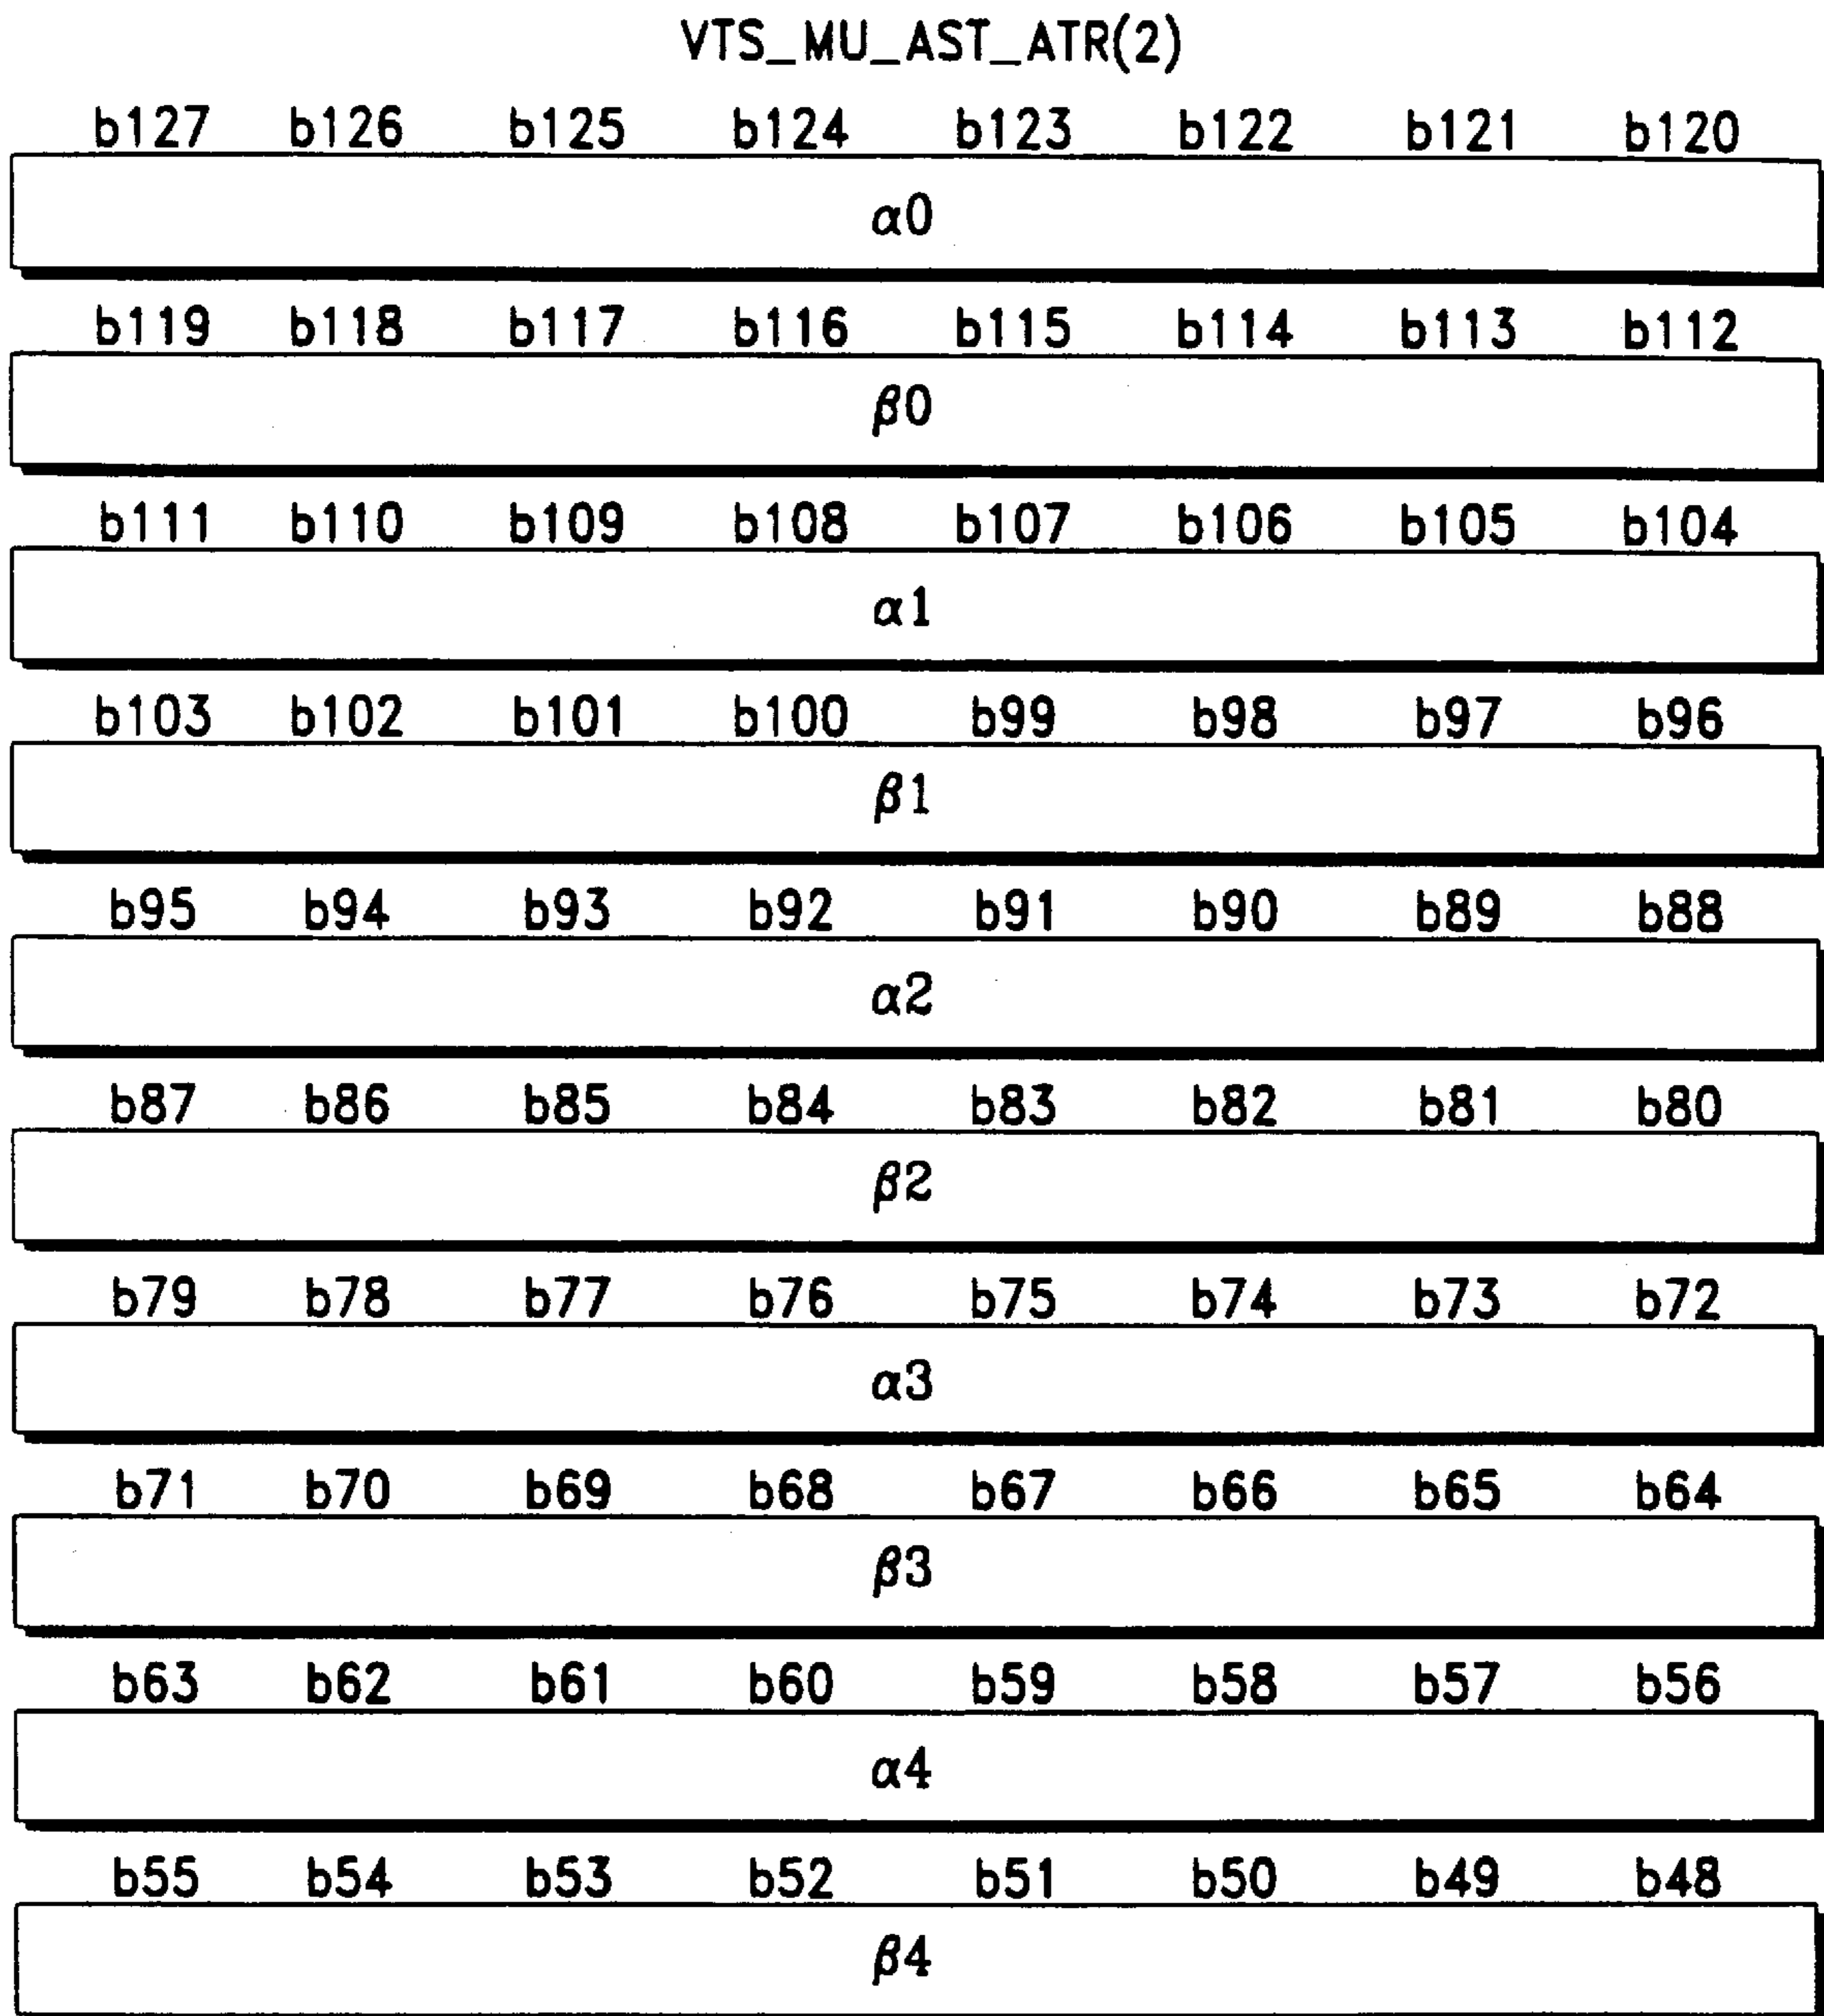 VTS_MU_AST_ATR(2)
b127 b126 b125 b124 b123 b122 b121 b120
α0
b119 b118 b117 b116 b115 b114 b113 b112
β0
b111 b110 b109 b108 b107 b106 b105 b104
α1
b103 b102 b101 b100 b99 b98 b97 b96
β1
b95 b94 b93 b92 b91 b90 b89 b88
α2
b87 b86 b85 b84 b83 b82 b81 b80
β2
b79 b78 b77 b76 b75 b74 b73 b72
α3
b71 b70 b69 b68 b67 b66 b65 b64
β3
b63 b62 b61 b60 b59 b58 b57 b56
α4
b55 b54 b53 b52 b51 b50 b49 b48
β4